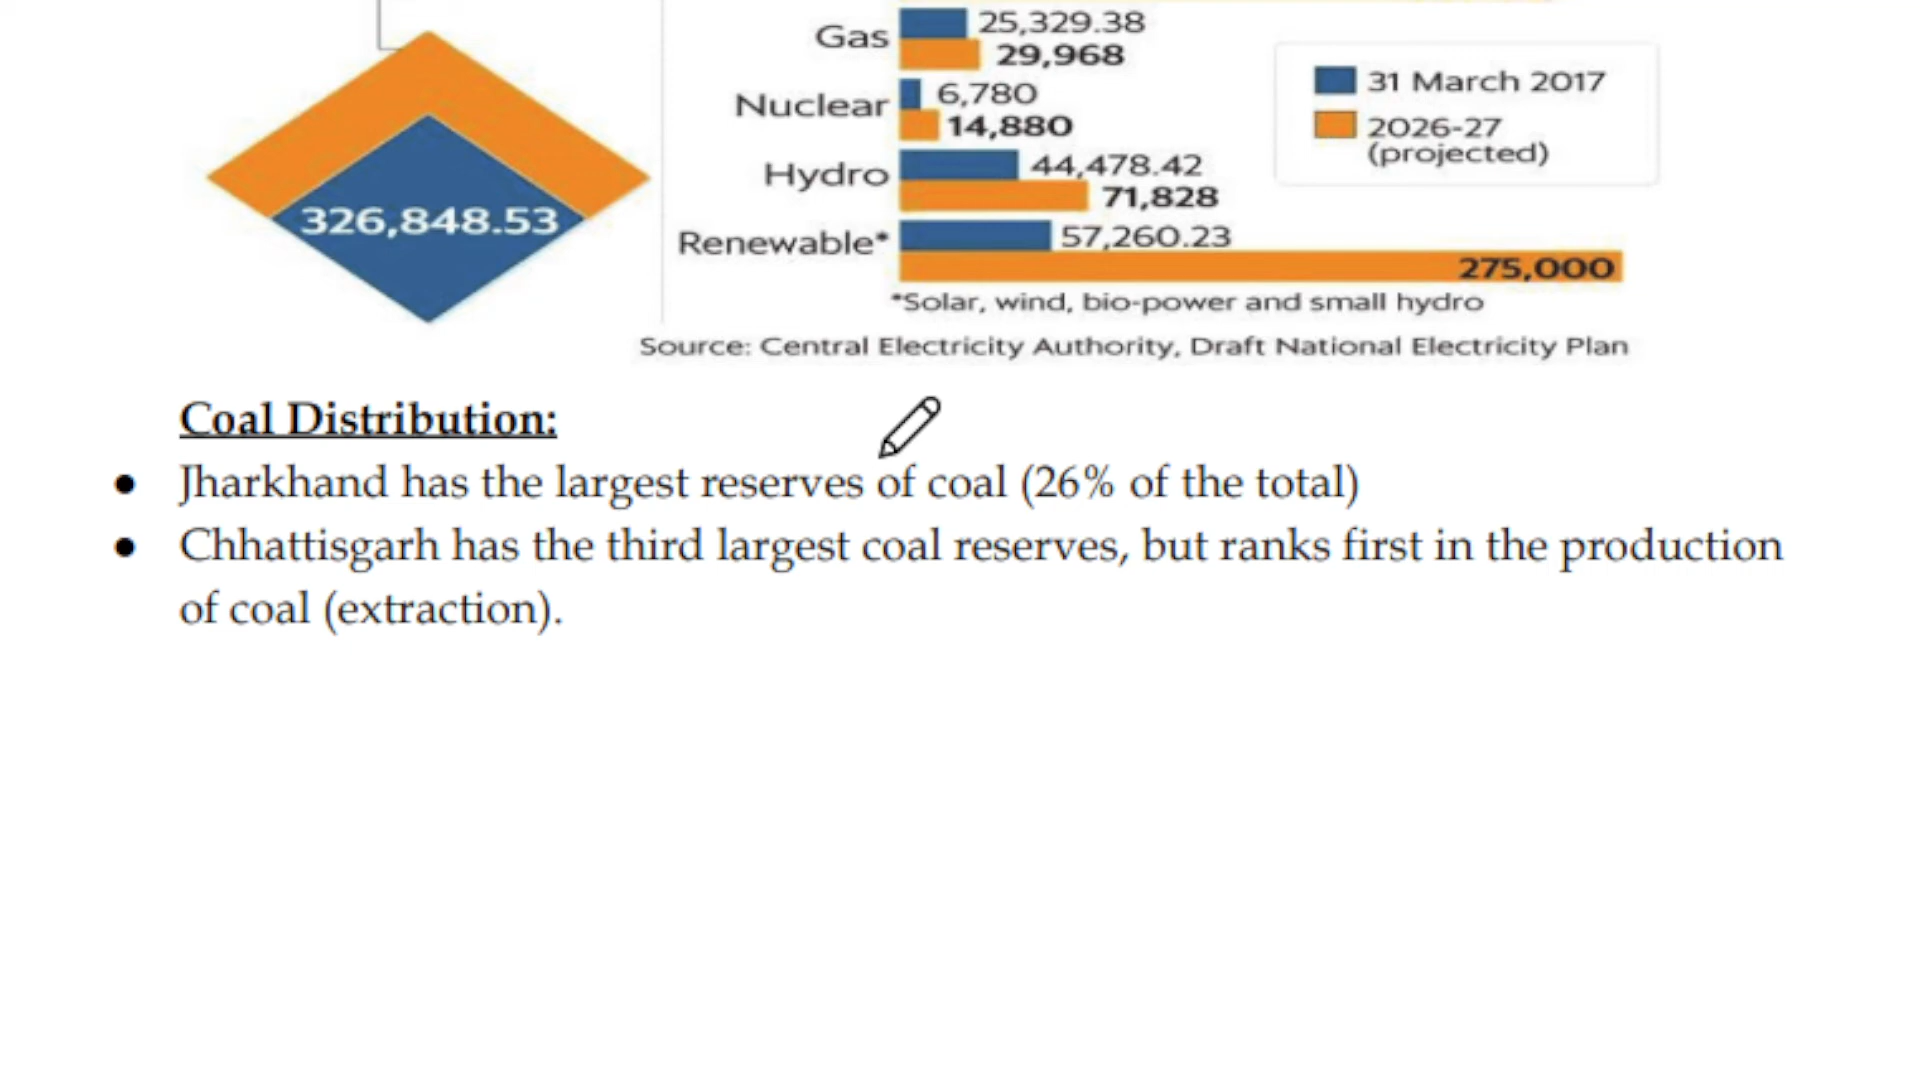 Gas
25,329.38
29,968
Nuclear
6,780
14,880
Hydro
44,478.42
71,828
Renewable*
57,260.23
275,000
326,848.53
31 March 2017
2026-27
(projected)
*Solar, wind, bio-power and small hydro
Source: Central Electricity Authority, Draft National Electricity Plan
Coal Distribution:
● Jharkhand has the largest reserves of coal (26% of the total)
● Chhattisgarh has the third largest coal reserves, but ranks first in the production
of coal (extraction).